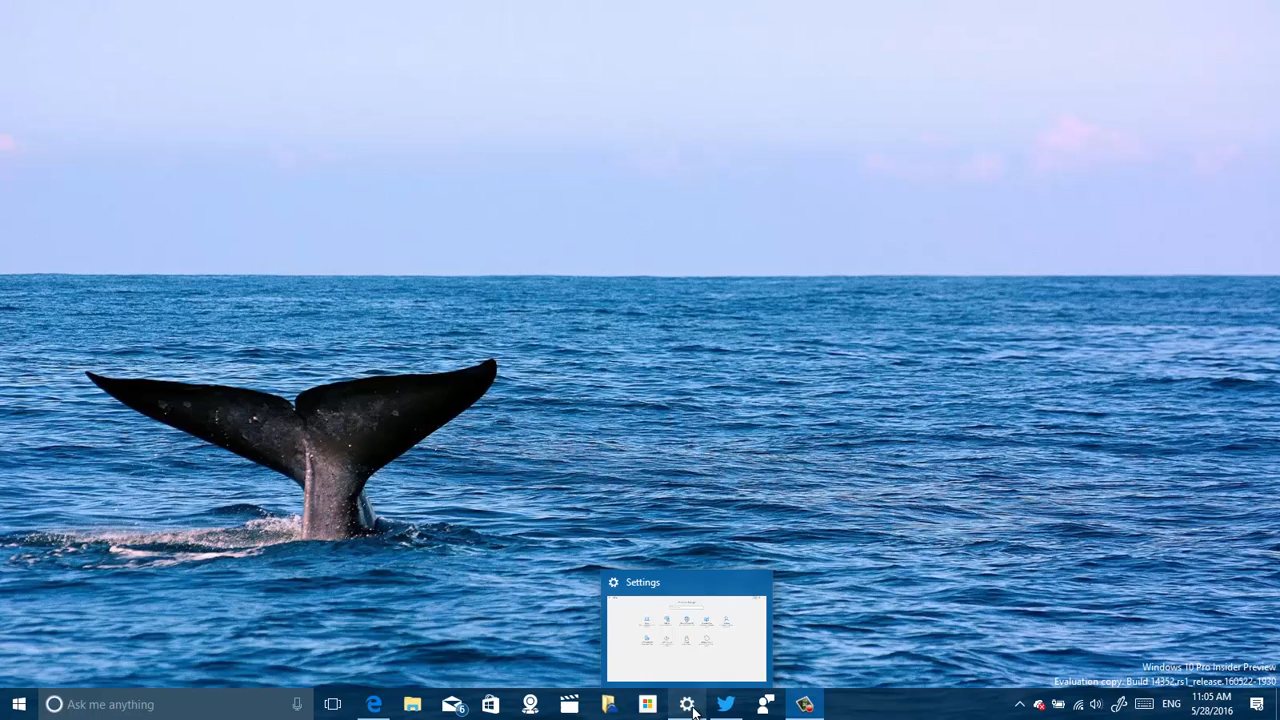 Settings
Windows 10 Pro Insider Preview
Evaluation copy. Build 14352.rs1_release.160522-1930
Ask me anything
6
ENG
11:05 AM
5/28/2016